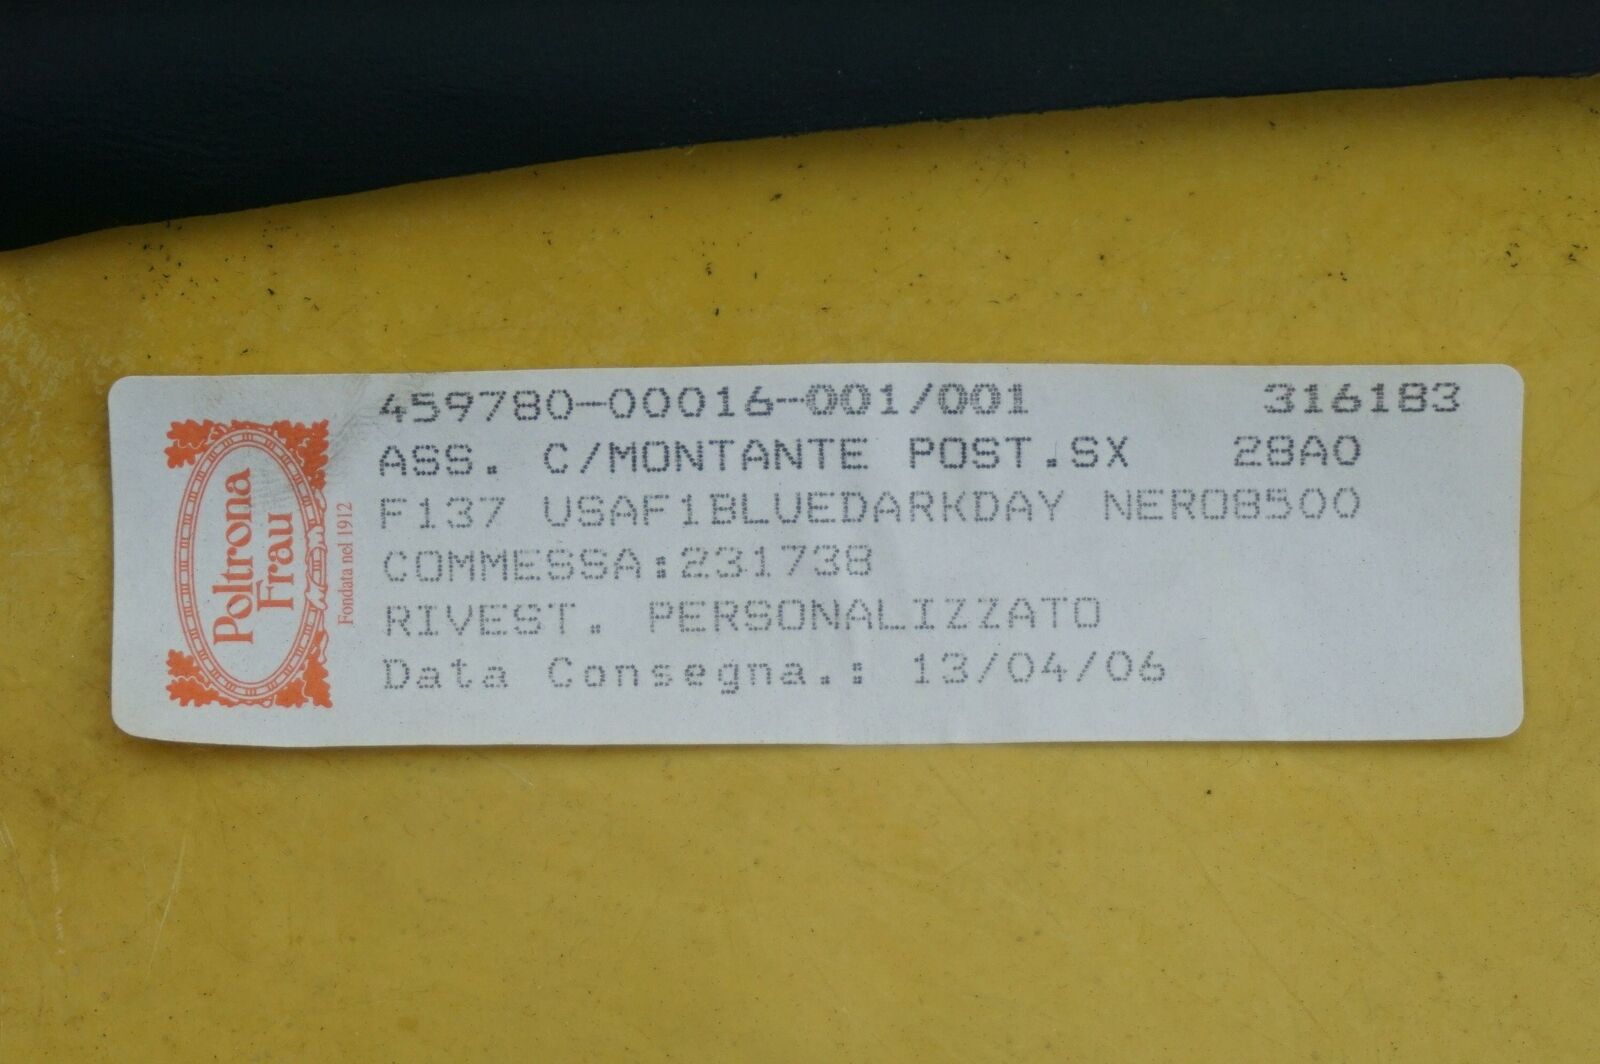 Poltrona
Frau
Fondata nel 1912
459780-00016-001/001 316183
ASS. C/MONTANTE POST.SX 28A0
F137 USAF1BLUEDARKDAY NERO8500
COMMESSA:231738
RIVEST. PERSONALIZZATO
Data Consegna.: 13/04/06